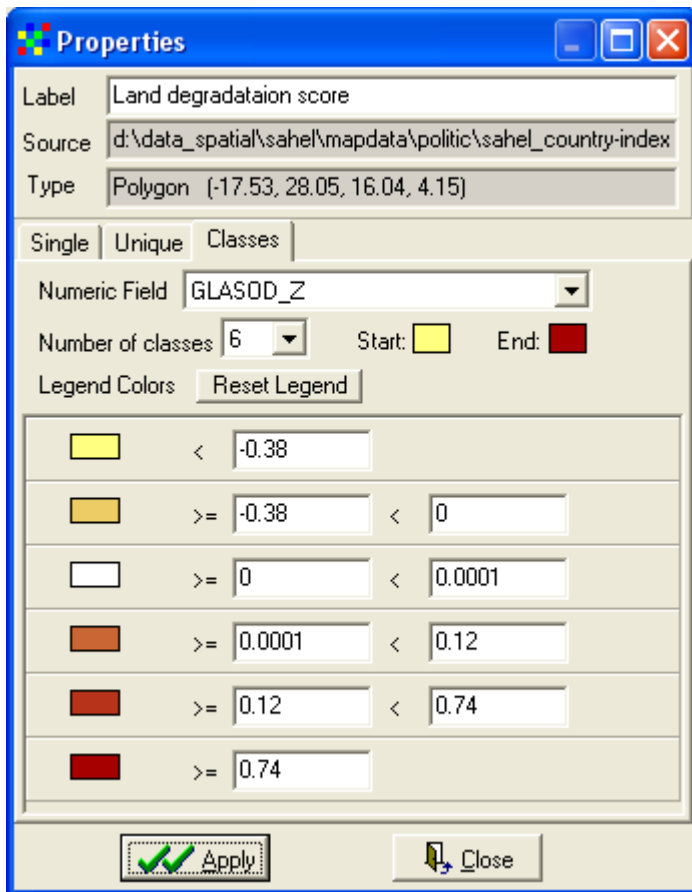 Properties
Label Land degradataion score
Source d:\data_spatial\sahel\mapdata\politic\sahel_country-index
Type Polygon (-17.53, 28.05, 16.04, 4.15)
Single Unique Classes
Numeric Field GLASOD_Z
Number of classes 6 Start: End:
Legend Colors Reset Legend
< -0.38
>= -0.38 < 0
>= 0 < 0.0001
>= 0.0001 < 0.12
>= 0.12 < 0.74
>= 0.74
Apply Close